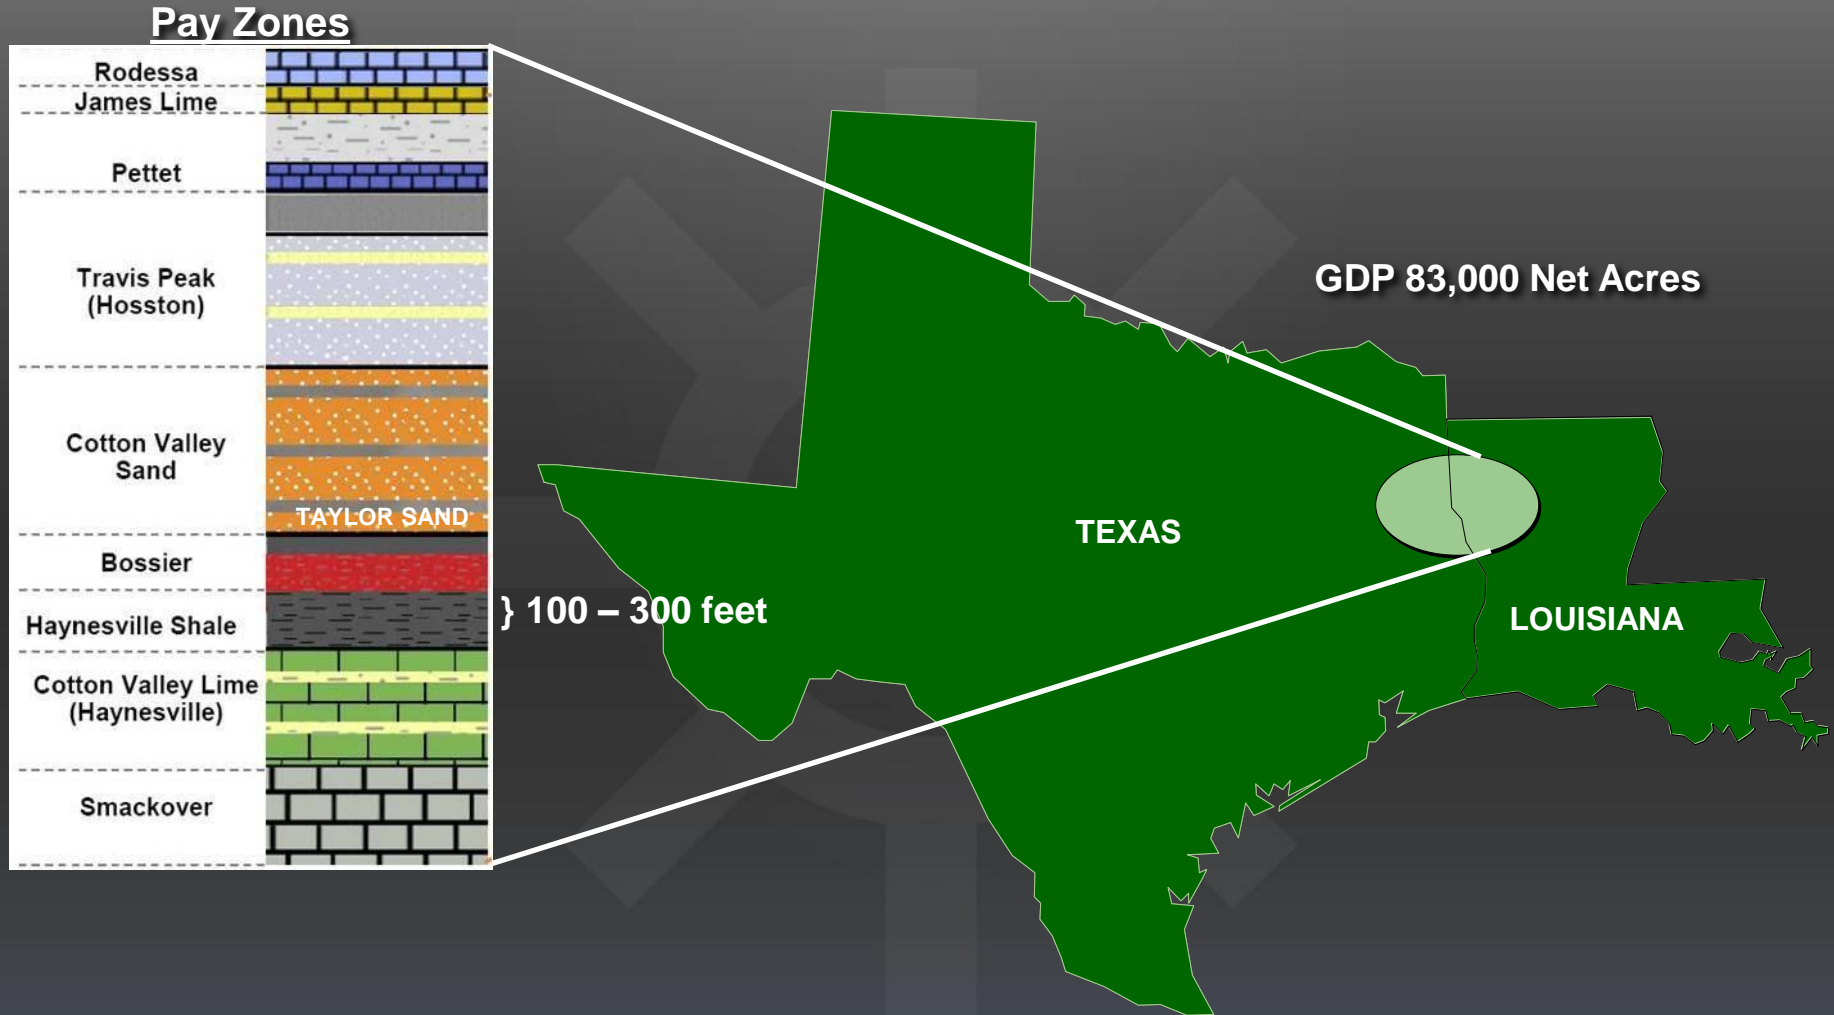 Pay Zones
Rodessa
James Lime
Pettet
Travis Peak
(Hosston)
Cotton Valley
Sand
TAYLOR SAND
Bossier
Haynesville Shale
} 100 – 300 feet
Cotton Valley Lime
(Haynesville)
Smackover
GDP 83,000 Net Acres
TEXAS
LOUISIANA